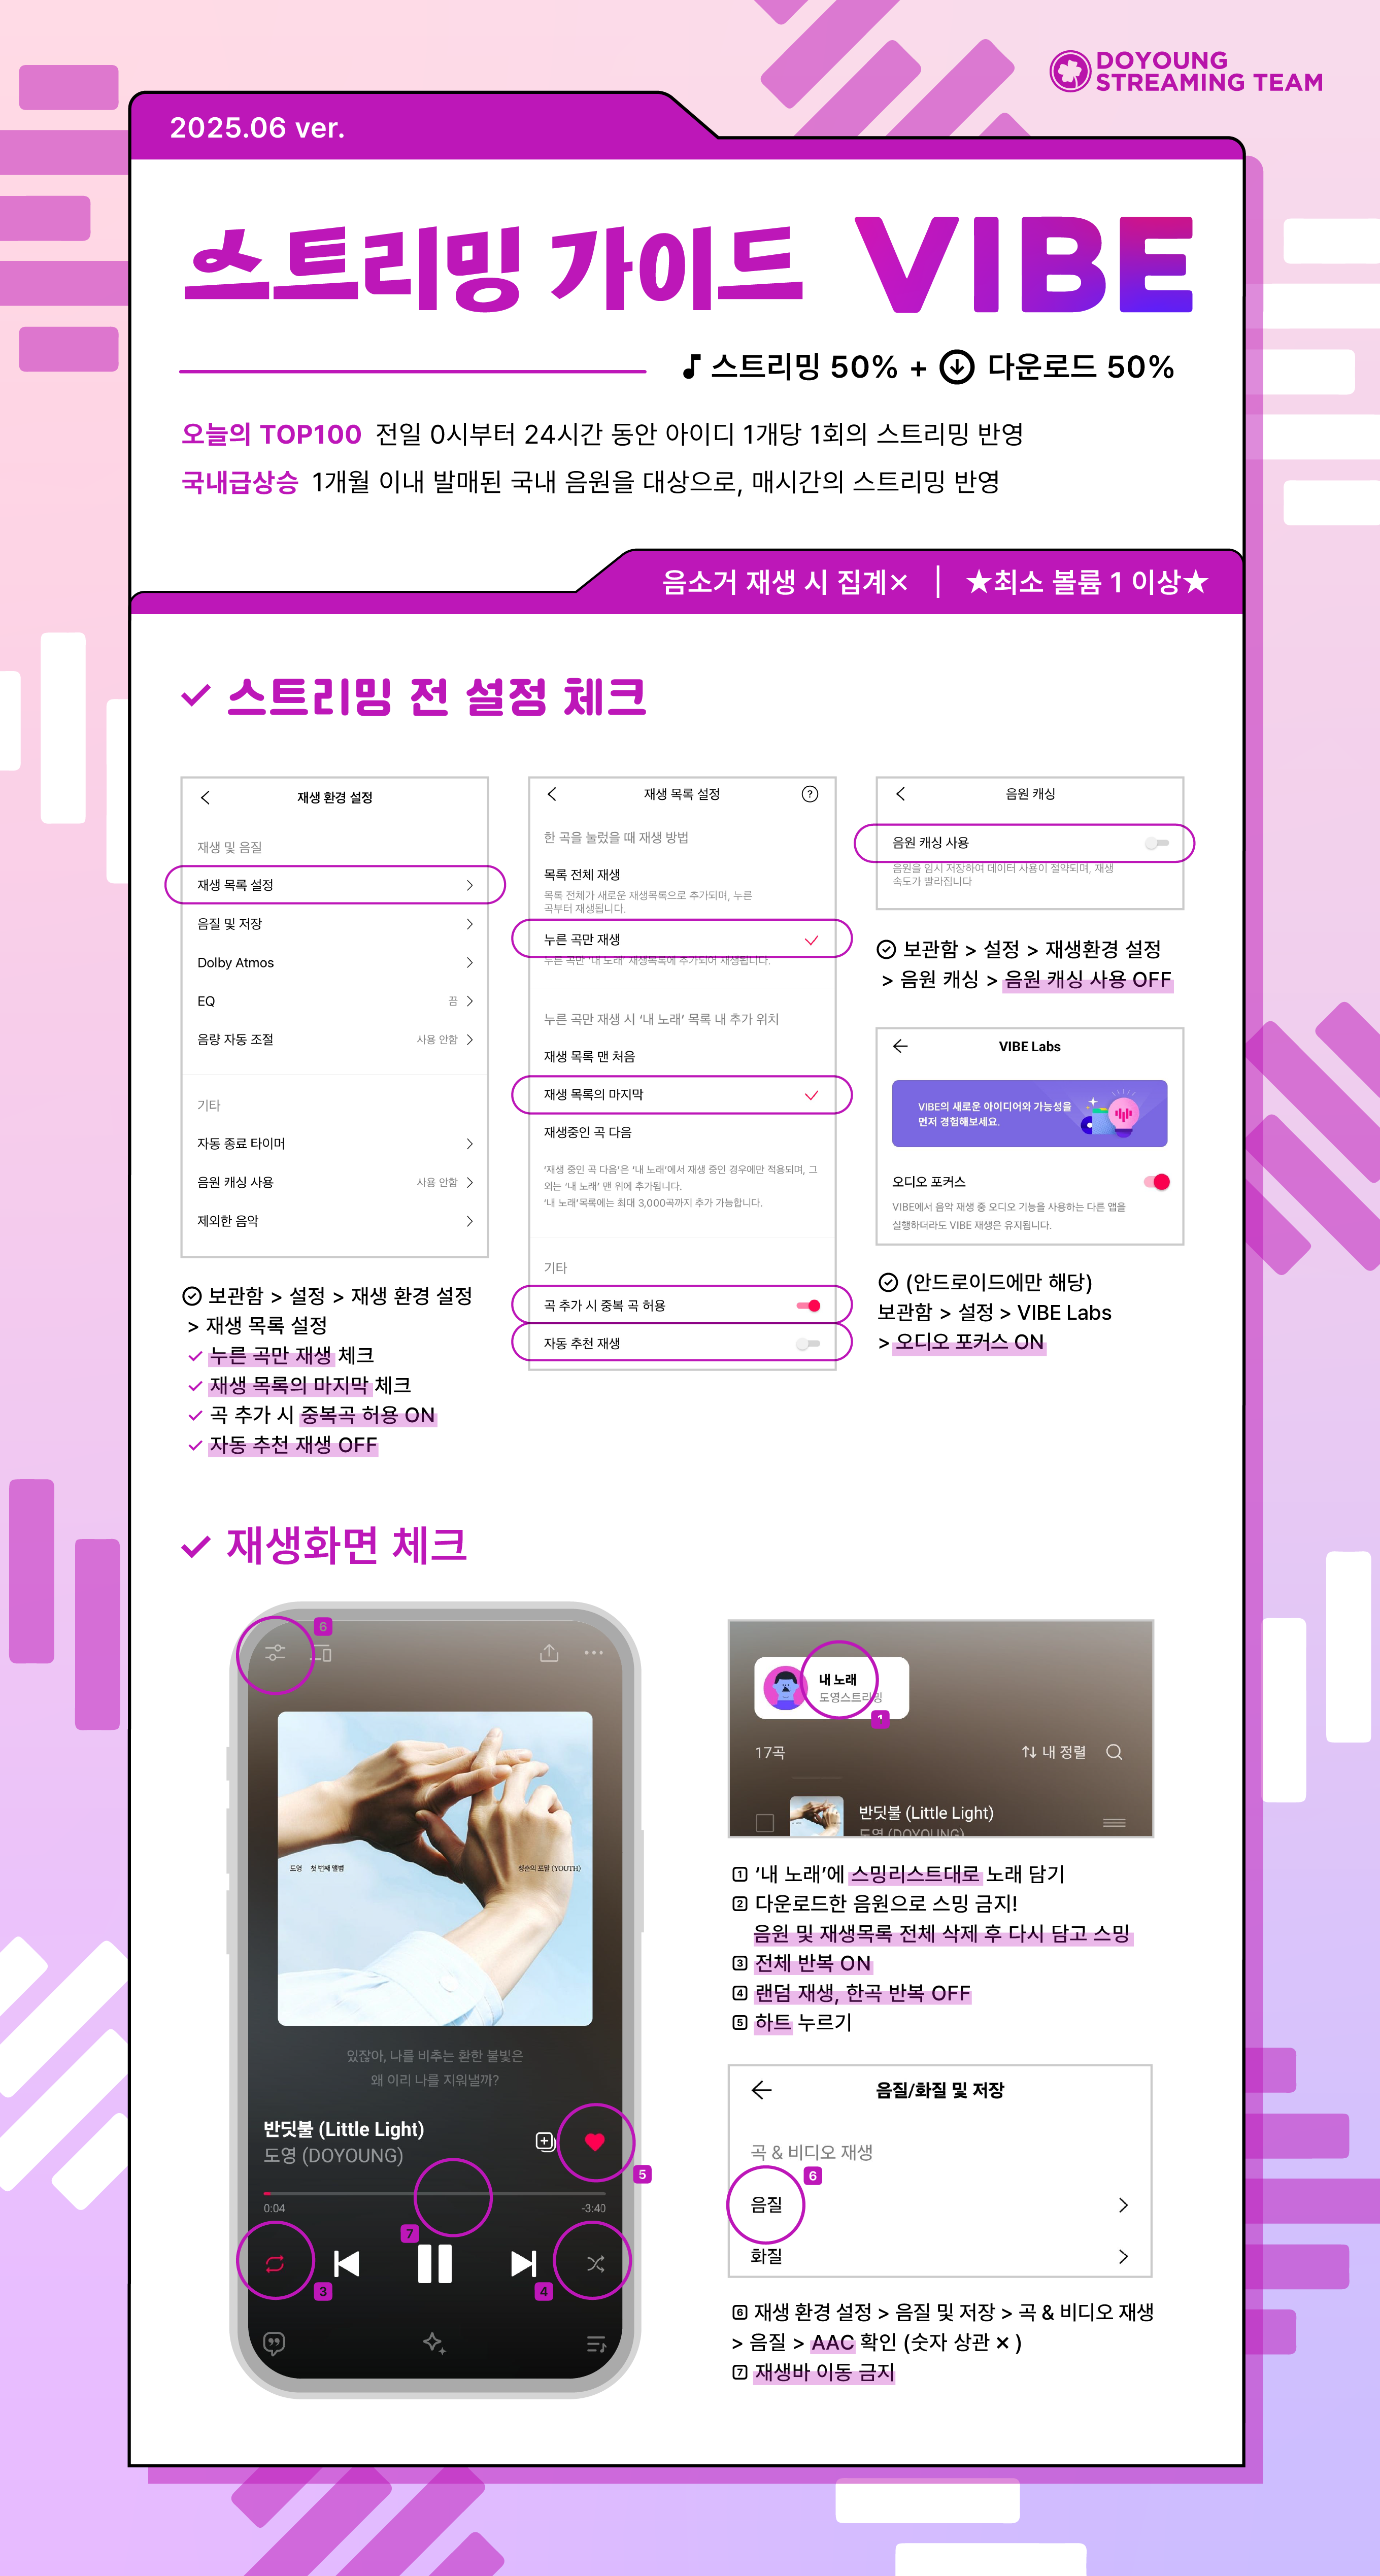 DOYOUNG
STREAMING TEAM
2025.06 ver.
스트리밍 가이드 VIBE
스트리밍 50% + 다운로드 50%
오늘의 TOP100 전일 0시부터 24시간 동안 아이디 1개당 1회의 스트리밍 반영
국내급상승 1개월 이내 발매된 국내 음원을 대상으로, 매시간의 스트리밍 반영
음소거 재생 시 집계× | ★최소 볼륨 1 이상★
스트리밍 전 설정 체크
재생 환경 설정
재생 및 음질
재생 목록 설정
음질 및 저장
Dolby Atmos
EQ 끔
음량 자동 조절 사용 안함
기타
자동 종료 타이머
음원 캐싱 사용 사용 안함
제외한 음악
보관함 > 설정 > 재생 환경 설정
> 재생 목록 설정
누른 곡만 재생 체크
재생 목록의 마지막 체크
곡 추가 시 중복곡 허용 ON
자동 추천 재생 OFF
재생 목록 설정 ?
한 곡을 눌렀을 때 재생 방법
목록 전체 재생
목록 전체가 새로운 재생목록으로 추가되며, 누른
곡부터 재생됩니다.
누른 곡만 재생
누른 곡만 '내 노래' 재생목록에 추가되어 재생됩니다.
누른 곡만 재생 시 '내 노래' 목록 내 추가 위치
재생 목록 맨 처음
재생 목록의 마지막
재생중인 곡 다음
'재생 중인 곡 다음'은 '내 노래'에서 재생 중인 경우에만 적용되며, 그
외는 '내 노래' 맨 위에 추가됩니다.
'내 노래'목록에는 최대 3,000곡까지 추가 가능합니다.
기타
곡 추가 시 중복 곡 허용
자동 추천 재생
음원 캐싱
음원 캐싱 사용
음원을 임시 저장하여 데이터 사용이 절약되며, 재생
속도가 빨라집니다
보관함 > 설정 > 재생환경 설정
> 음원 캐싱 > 음원 캐싱 사용 OFF
VIBE Labs
VIBE의 새로운 아이디어와 가능성을
먼저 경험해보세요.
오디오 포커스
VIBE에서 음악 재생 중 오디오 기능을 사용하는 다른 앱을
실행하더라도 VIBE 재생은 유지됩니다.
(안드로이드에만 해당)
보관함 > 설정 > VIBE Labs
> 오디오 포커스 ON
재생화면 체크
6
도영 첫 번째 앨범 청춘의 포말 (YOUTH)
있잖아, 나를 비추는 환한 불빛은
왜 이리 나를 지워낼까?
반딧불 (Little Light)
도영 (DOYOUNG)
5
0:04 -3:40
7
3
4
내 노래
도영스트리밍
1
17곡 내 정렬
반딧불 (Little Light)
도영 (DOYOUNG)
1 '내 노래'에 스밍리스트대로 노래 담기
2 다운로드한 음원으로 스밍 금지!
음원 및 재생목록 전체 삭제 후 다시 담고 스밍
3 전체 반복 ON
4 랜덤 재생, 한곡 반복 OFF
5 하트 누르기
음질/화질 및 저장
곡 & 비디오 재생
6
음질
화질
6 재생 환경 설정 > 음질 및 저장 > 곡 & 비디오 재생
> 음질 > AAC 확인 (숫자 상관 × )
7 재생바 이동 금지